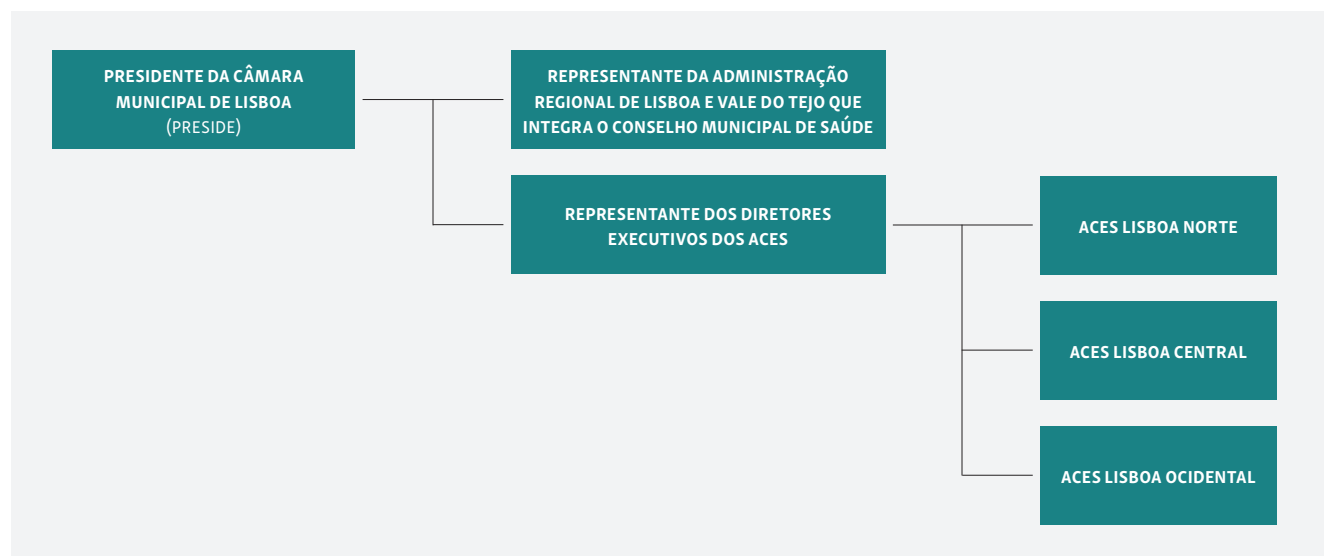 PRESIDENTE DA CÂMARA
MUNICIPAL DE LISBOA
(PRESIDE)
REPRESENTANTE DA ADMINISTRAÇÃO
REGIONAL DE LISBOA E VALE DO TEJO QUE
INTEGRA O CONSELHO MUNICIPAL DE SAÚDE
REPRESENTANTE DOS DIRETORES
EXECUTIVOS DOS ACES
ACES LISBOA NORTE
ACES LISBOA CENTRAL
ACES LISBOA OCIDENTAL